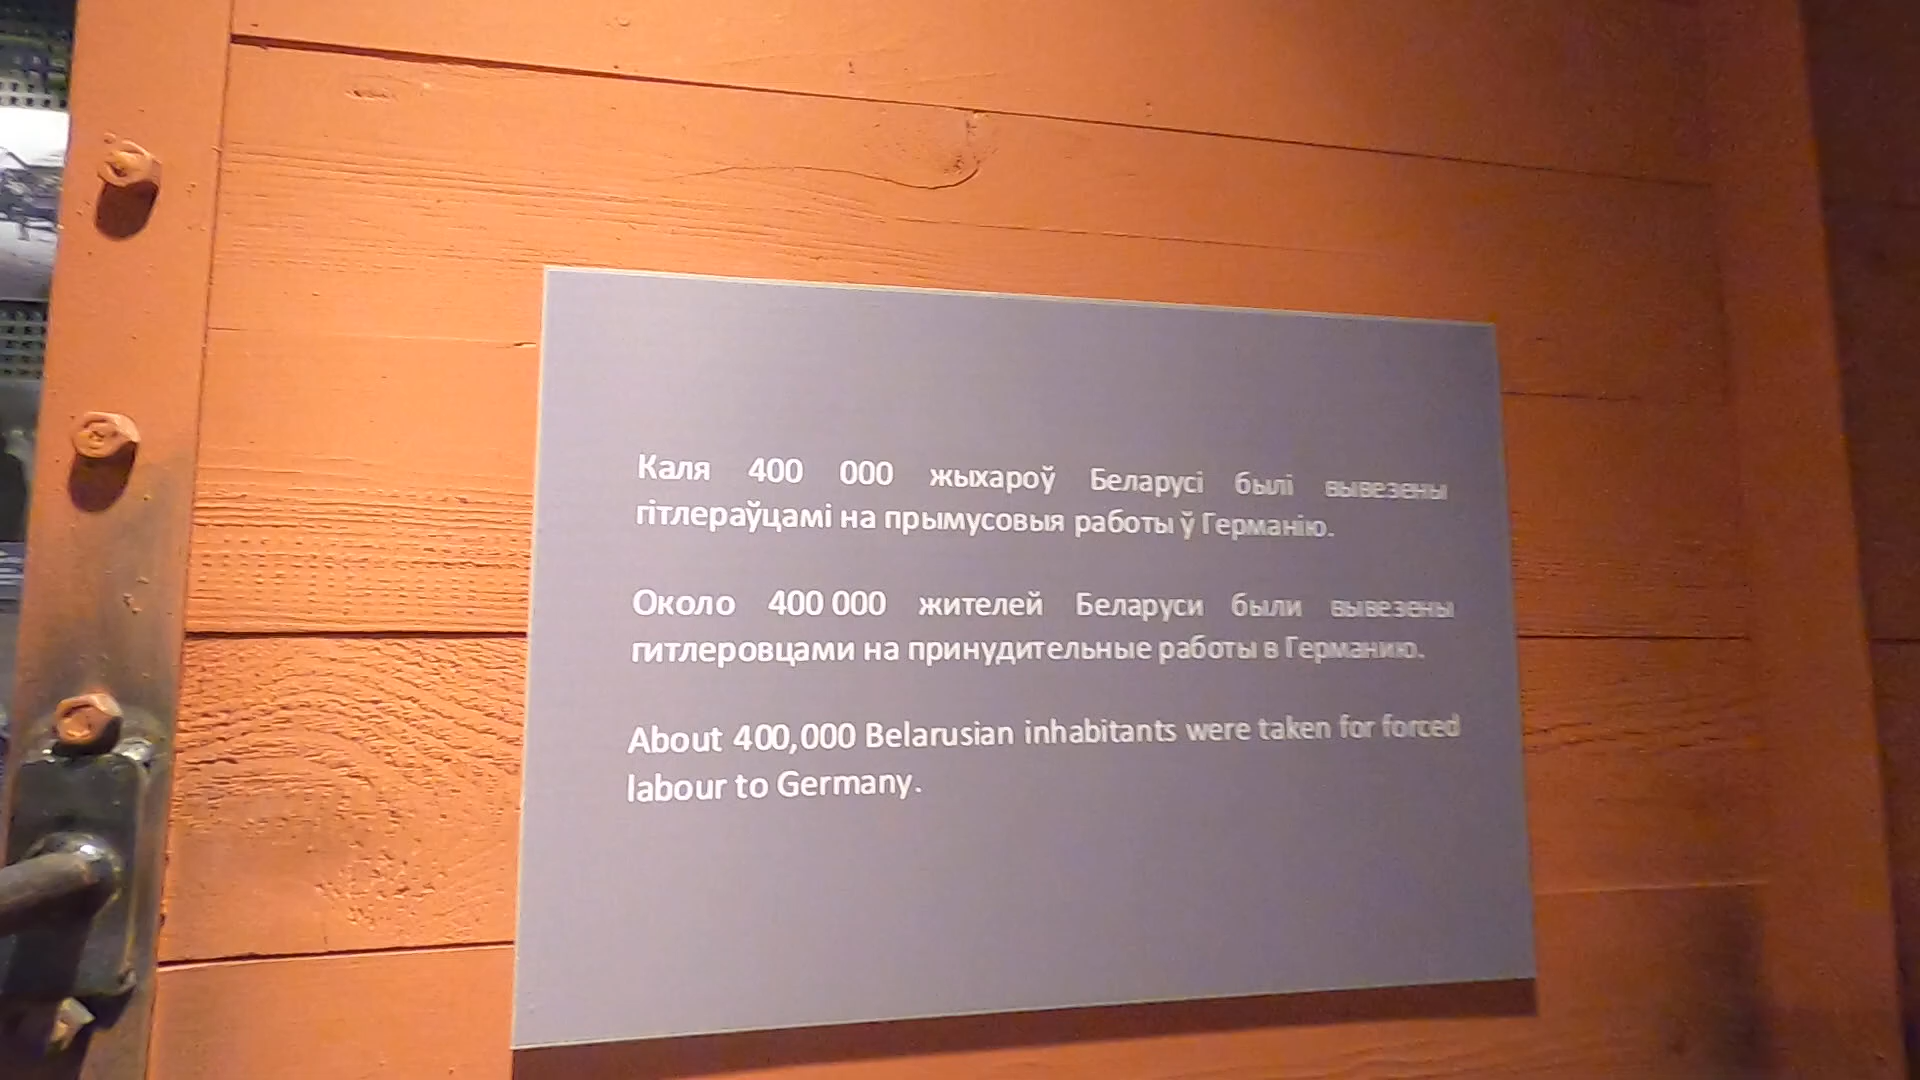 Каля 400 000 жыхароў Беларусі былі вывезены
гітлераўцамі на прымусовыя работы ў Германію.
Около 400 000 жителей Беларуси были вывезены
гитлеровцами на принудительные работы в Германию.
About 400,000 Belarusian inhabitants were taken for forced
labour to Germany.